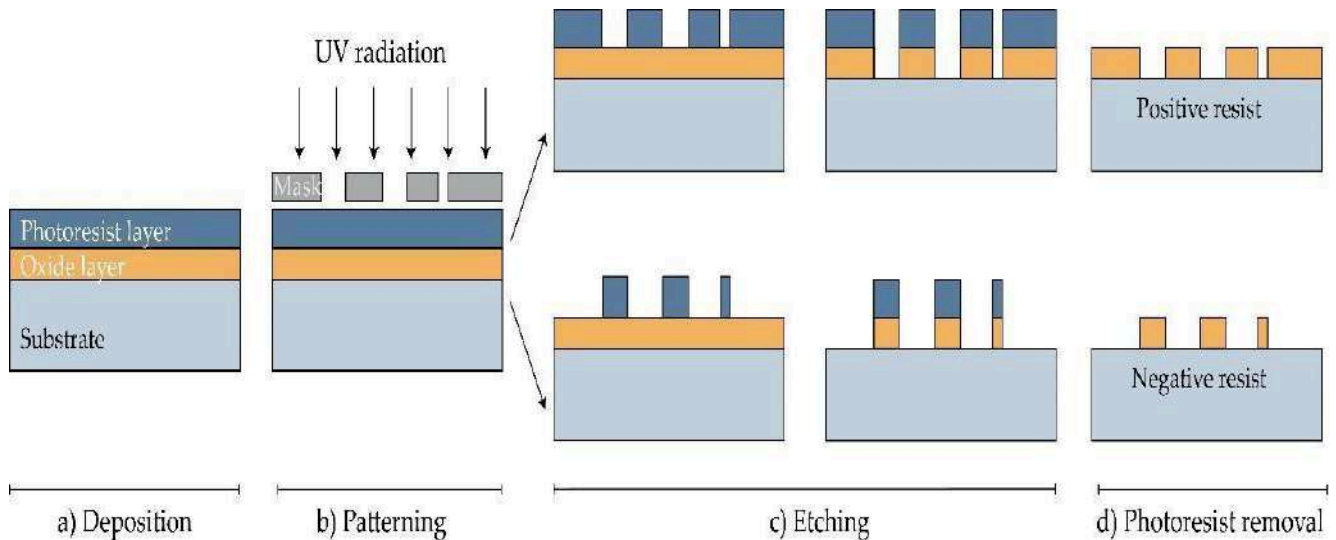 UV radiation
Mask
Photoresist layer
Oxide layer
Substrate
Positive resist
Negative resist
a) Deposition
b) Patterning
c) Etching
d) Photoresist removal